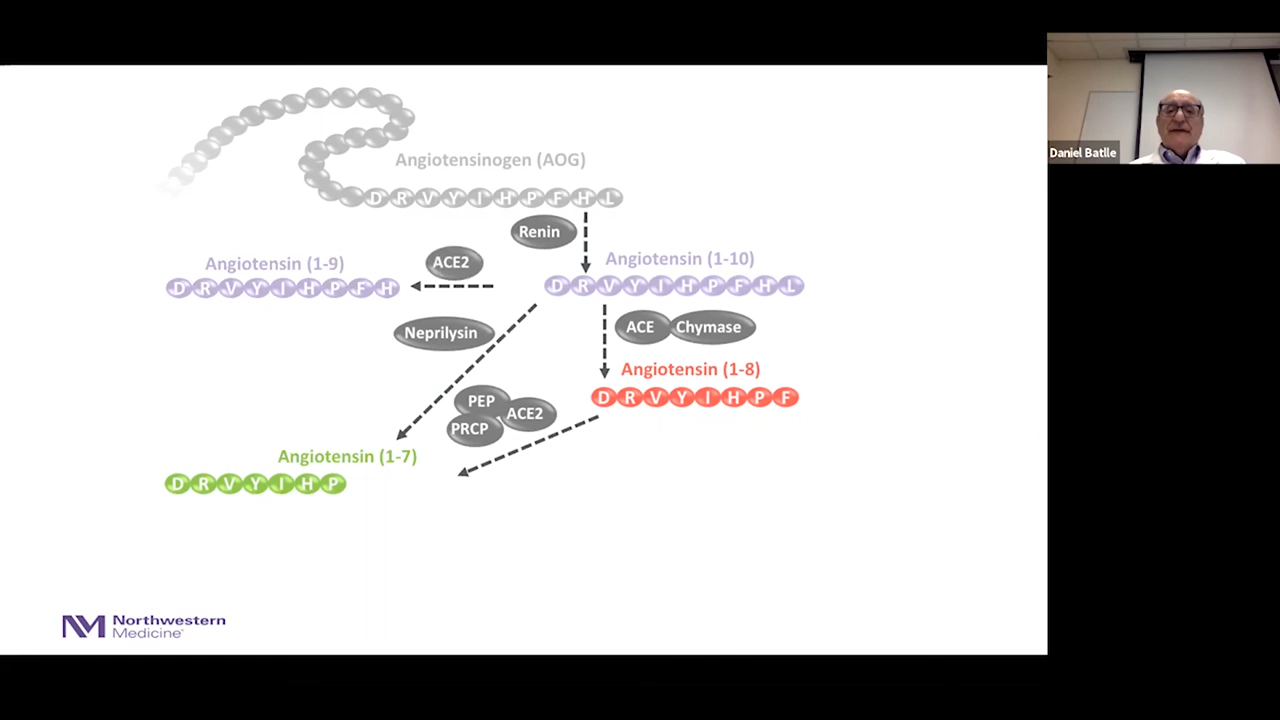 Angiotensinogen (AOG)
D R V Y I H P F H L
Renin
Angiotensin (1-9)
ACE2
Angiotensin (1-10)
D R V Y I H P F H
D R V Y I H P F H L
Neprilysin
ACE Chymase
Angiotensin (1-8)
D R V Y I H P F
PEP
ACE2
PRCP
Angiotensin (1-7)
D R V Y I H P
Northwestern
Medicine
Daniel Batlle